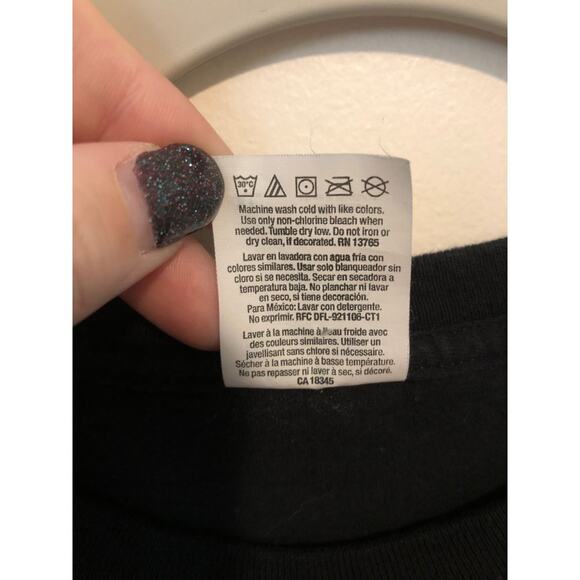 30°C
Machine wash cold with like colors.
Use only non-chlorine bleach when
needed. Tumble dry low. Do not iron or
dry clean, if decorated. RN 13765
Lavar en lavadora con agua fría con
colores similares. Usar solo blanqueador sin
cloro si se necesita. Secar en secadora a
temperatura baja. No planchar ni lavar
en seco, si tiene decoración.
Para México: Lavar con detergente.
No exprimir. RFC DFL-921106-CT1
Laver à la machine à l'eau froide avec
des couleurs similaires. Utiliser un
javellisant sans chlore si nécessaire.
Sécher à la machine à basse température.
Ne pas repasser ni laver à sec, si décoré.
CA 18345